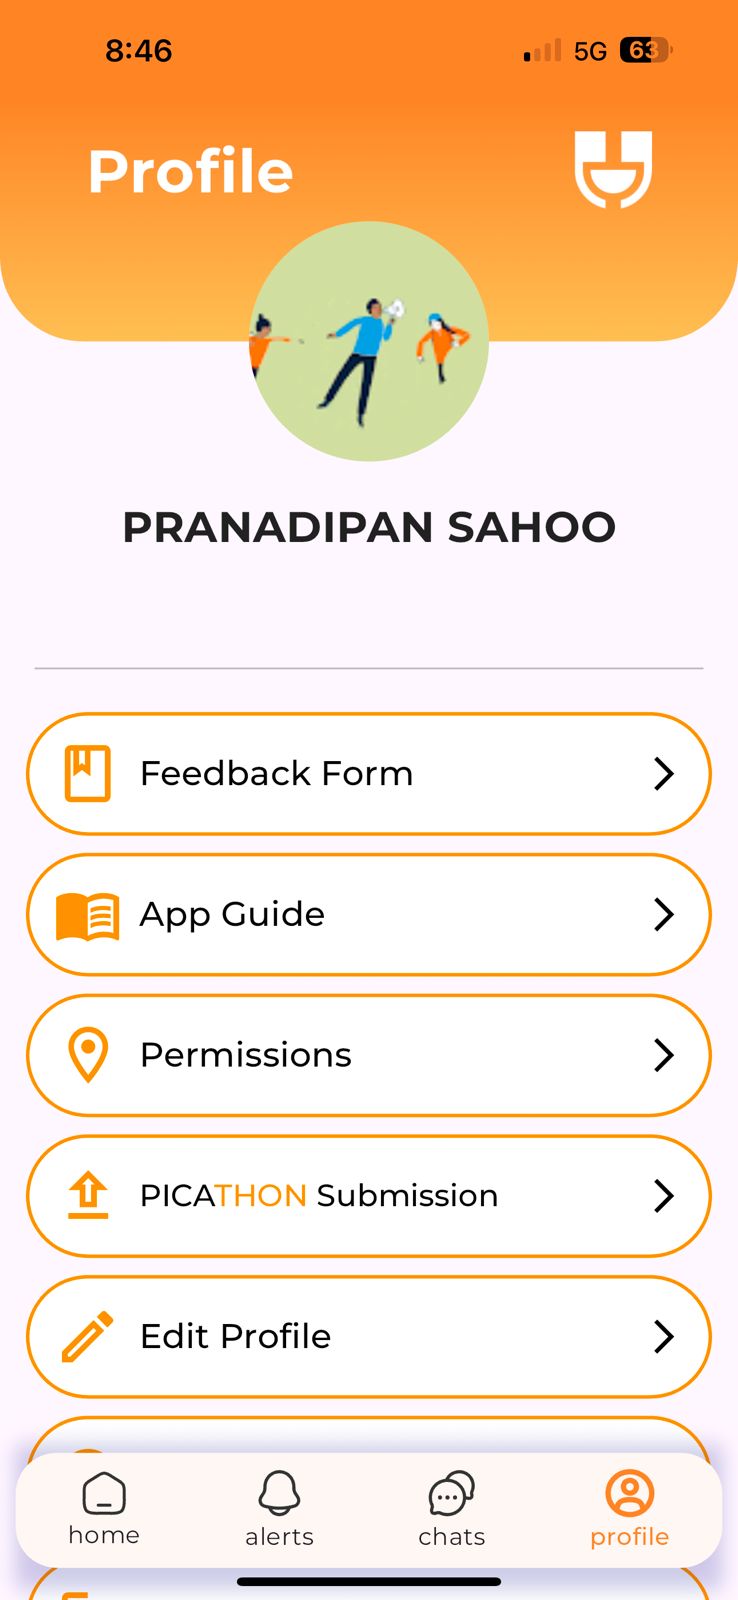 8:46
5G 63
Profile
PRANADIPAN SAHOO
Feedback Form
App Guide
Permissions
PICATHON Submission
Edit Profile
home
alerts
chats
profile